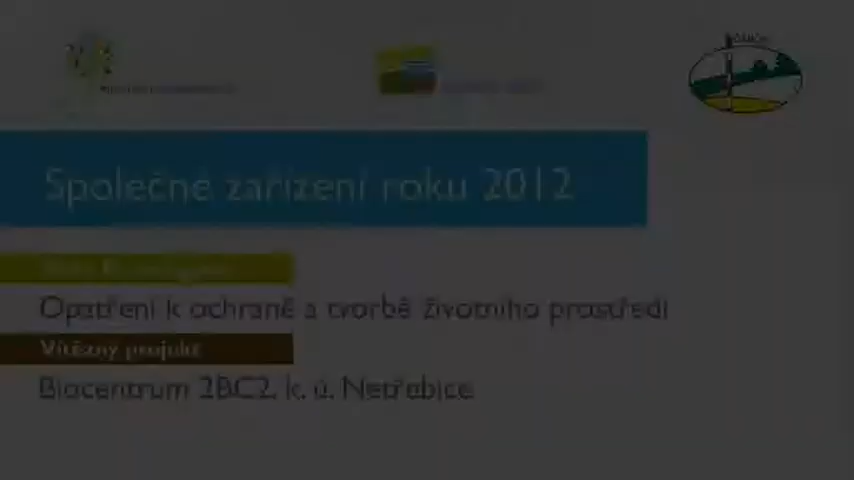 Společné zařízení roku 2012
Opatření k ochraně a tvorbě životního prostředí
Vítězný projekt
Biocentrum 2BC2, k. ú. Netřebice